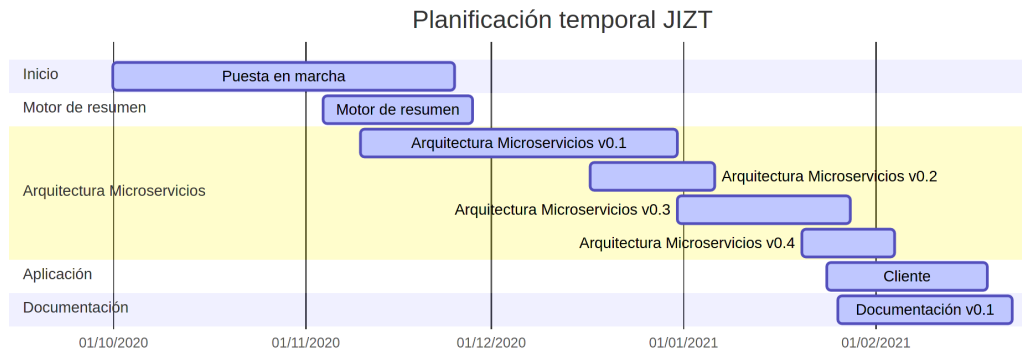 Planificación temporal JIZT
Inicio
Puesta en marcha
Motor de resumen
Motor de resumen
Arquitectura Microservicios
Arquitectura Microservicios v0.1
Arquitectura Microservicios v0.2
Arquitectura Microservicios v0.3
Arquitectura Microservicios v0.4
Aplicación
Cliente
Documentación
Documentación v0.1
01/10/2020
01/11/2020
01/12/2020
01/01/2021
01/02/2021